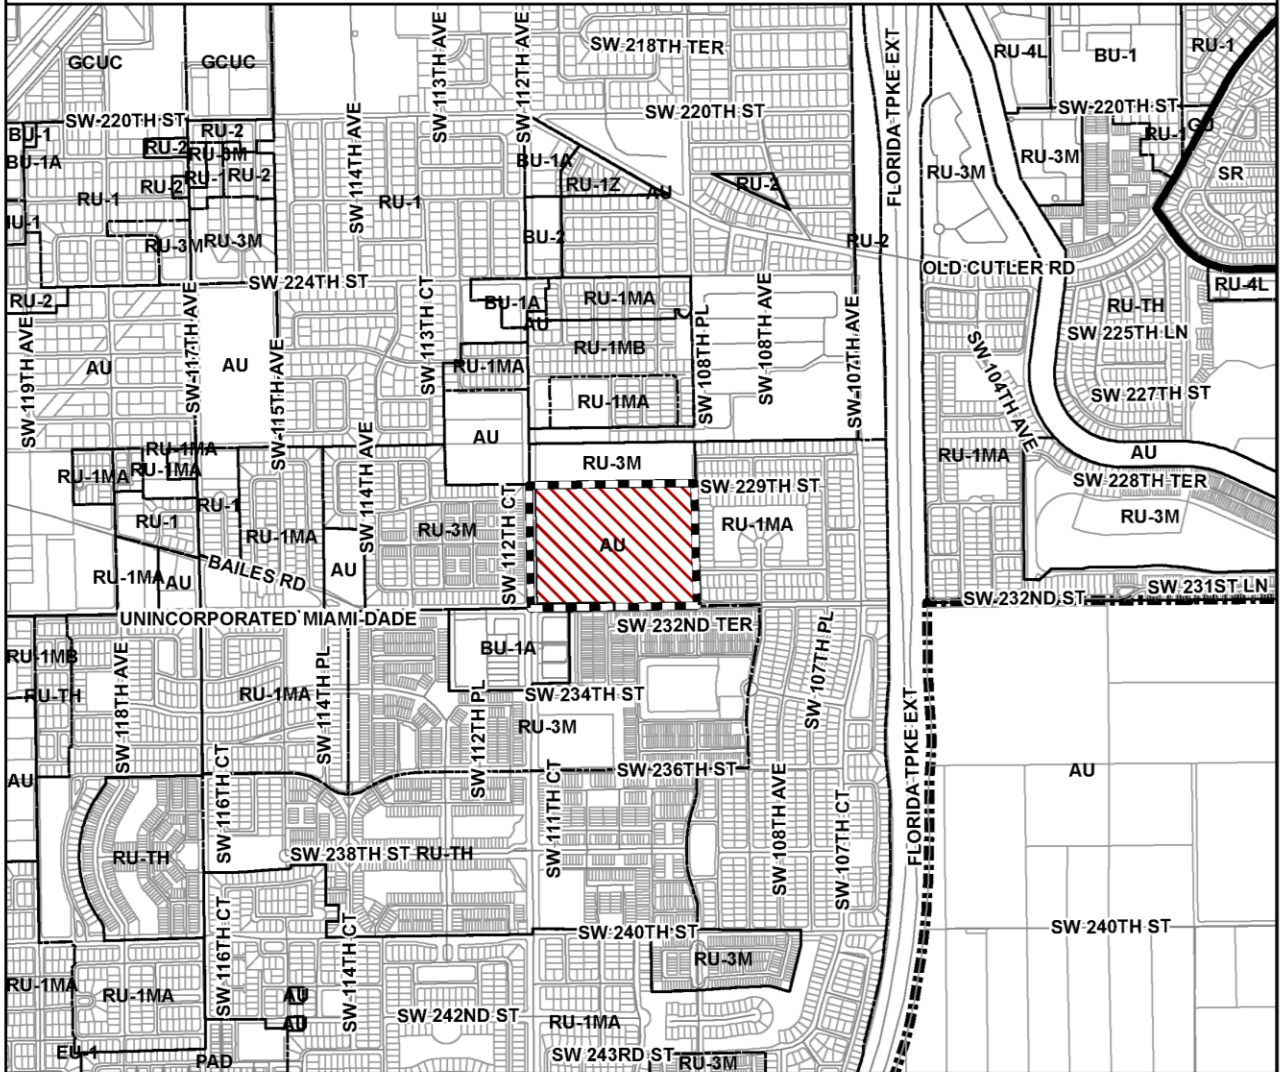 SW 113TH AVE
SW 112TH AVE
SW 218TH TER
FLORIDA TPKE EXT
RU-4L
BU-1
RU-1
GCUC
GCUC
SW 220TH ST
SW 220TH ST
SW 220TH ST
BU-1
RU-2
RU-2
RU-3M
BU-1A
RU-1
RU-2
RU-2
RU-1
SW 114TH AVE
RU-1
BU-1A
RU-1Z
AU
RU-2
RU-3M
RU-3M
RU-1
GU
SR
IU-1
RU-3M
RU-3M
BU-2
RU-2
OLD CUTLER RD
SW 224TH ST
RU-4L
RU-2
SW 119TH AVE
AU
SW 117TH AVE
AU
SW 115TH AVE
SW 113TH CT
BU-1A
AU
RU-1MA
RU-1MB
RU-1MA
RU-1MA
SW 108TH PL
SW 108TH AVE
SW 107TH AVE
SW 104TH AVE
RU-TH
SW 225TH LN
SW 227TH ST
AU
RU-3M
RU-1MA
AU
SW 228TH TER
RU-3M
RU-1MA
RU-1MA
RU-1MA
RU-1
RU-1
RU-1MA
SW 114TH AVE
RU-3M
SW 112TH CT
AU
SW 229TH ST
RU-1MA
RU-1MA
AU
BAILES RD
AU
SW 231ST LN
SW 232ND ST
UNINCORPORATED MIAMI-DADE
SW 232ND TER
RU-1MB
RU-TH
SW 118TH AVE
RU-1MA
SW 114TH PL
BU-1A
SW 112TH PL
SW 234TH ST
RU-3M
SW 107TH PL
FLORIDA TPKE EXT
AU
SW 116TH CT
SW 236TH ST
SW 111TH CT
SW 108TH AVE
SW 107TH CT
AU
RU-TH
SW 238TH ST
RU-TH
SW 116TH CT
SW 114TH CT
SW 240TH ST
SW 240TH ST
RU-3M
RU-1MA
RU-1MA
AU
AU
SW 242ND ST
RU-1MA
EU-1
PAD
SW 243RD ST
RU-3M